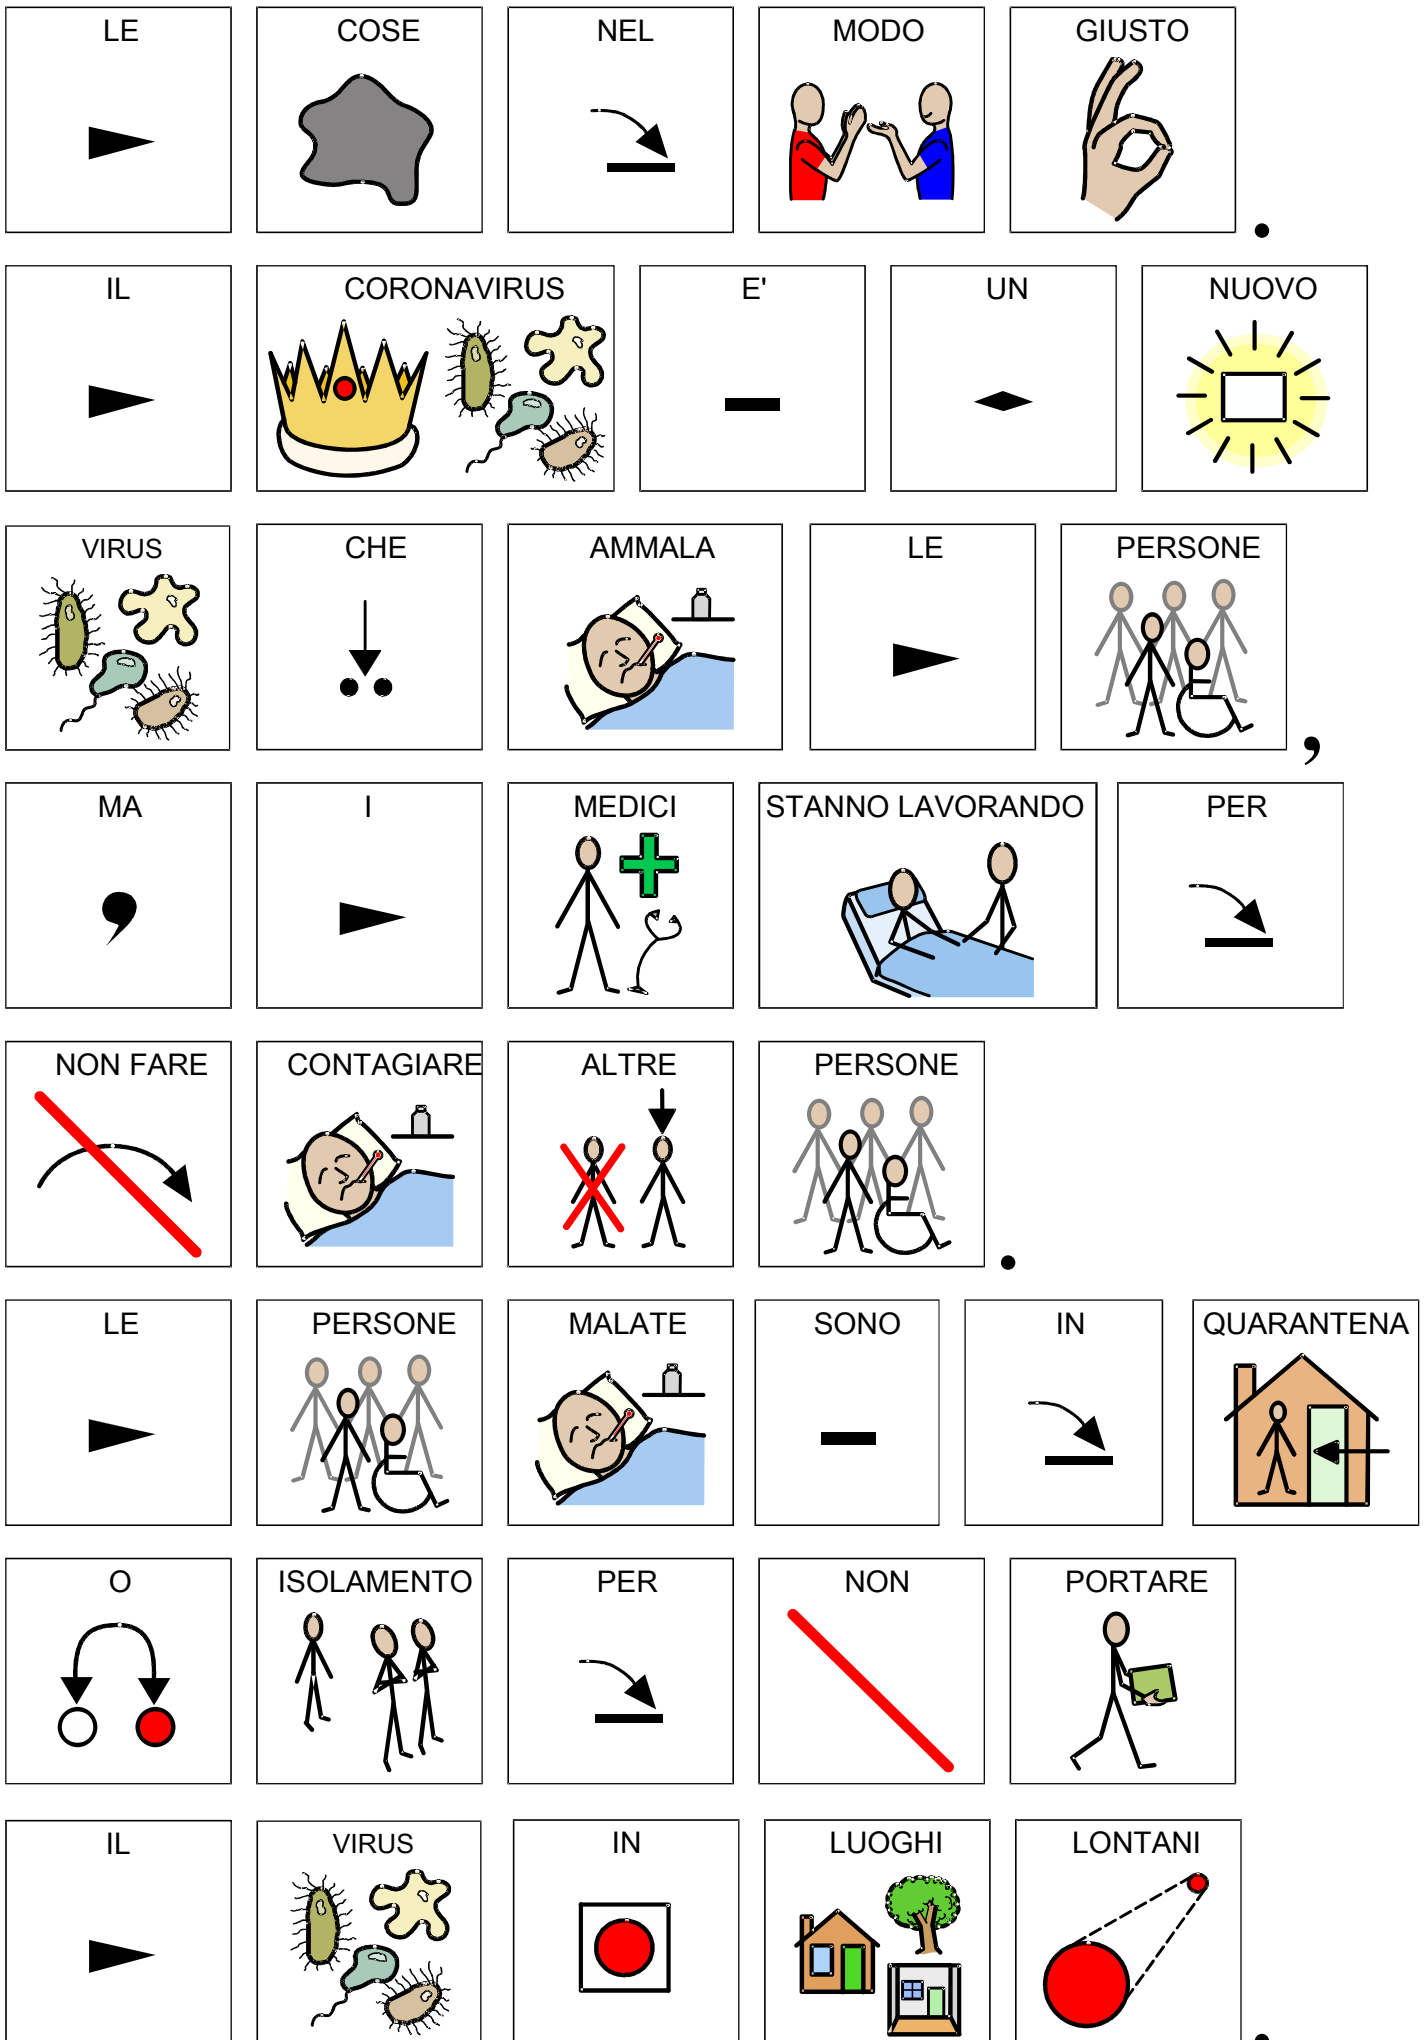 LE COSE NEL MODO GIUSTO .
IL CORONAVIRUS E' UN NUOVO
VIRUS CHE AMMALA LE PERSONE ,
MA I MEDICI STANNO LAVORANDO PER
NON FARE CONTAGIARE ALTRE PERSONE .
LE PERSONE MALATE SONO IN QUARANTENA
O ISOLAMENTO PER NON PORTARE
IL VIRUS IN LUOGHI LONTANI .